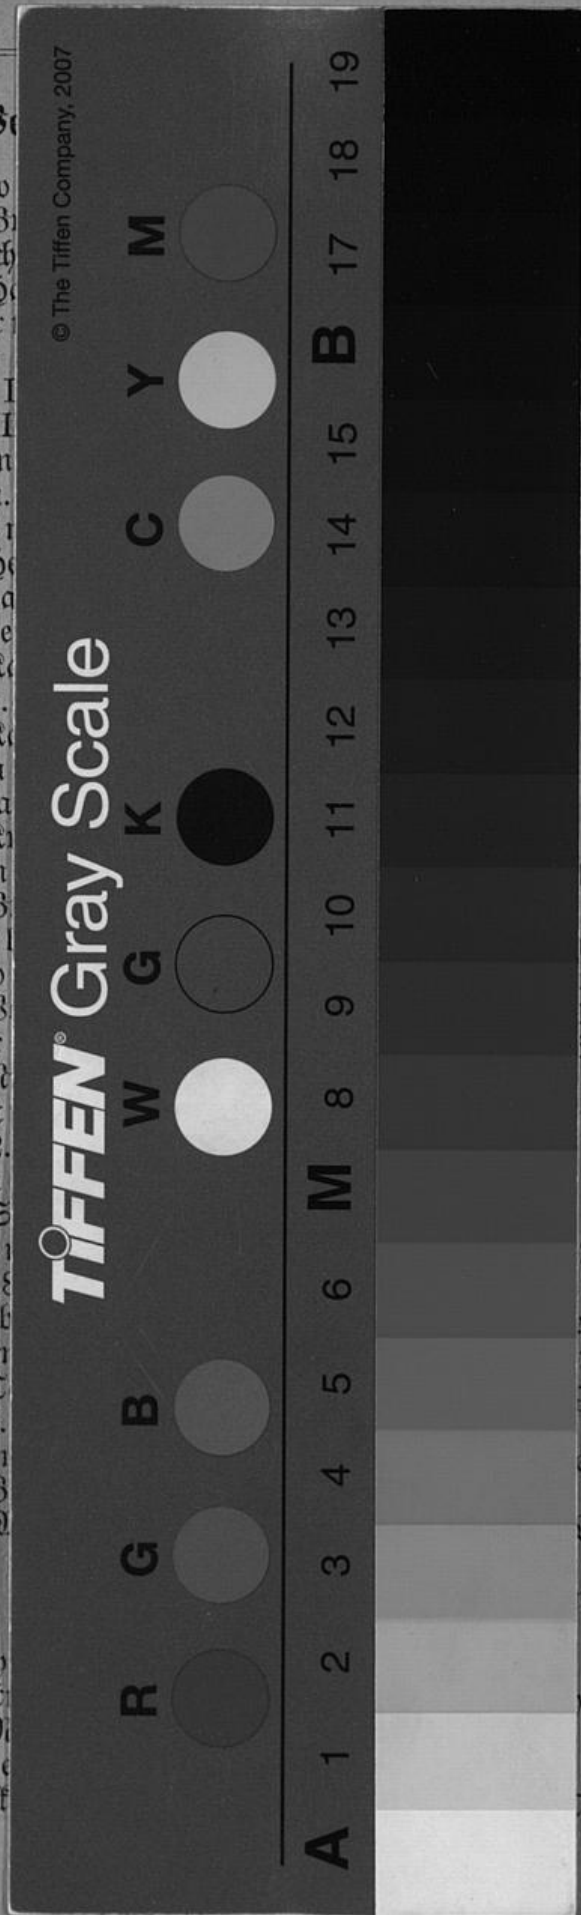 © The Tiffen Company, 2007
TIFFEN® Gray Scale
R G B W G K C Y M
A 1 2 3 4 5 6 M 8 9 10 11 12 13 14 15 B 17 18 19